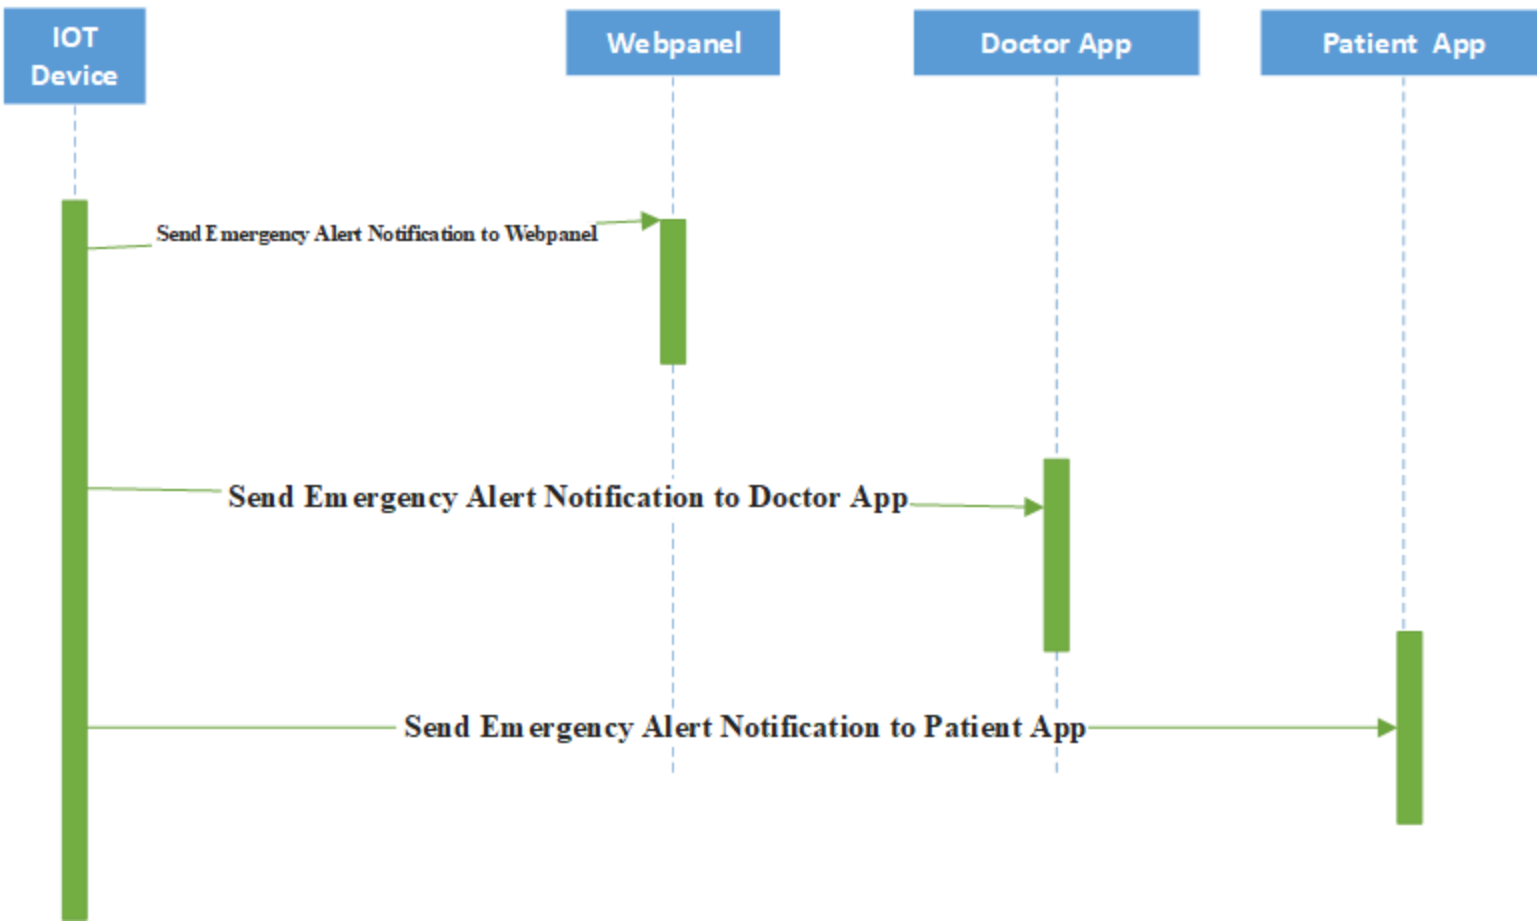 IOT
Device
Webpanel
Doctor App
Patient App
Send Emergency Alert Notification to Webpanel
Send Emergency Alert Notification to Doctor App
Send Emergency Alert Notification to Patient App